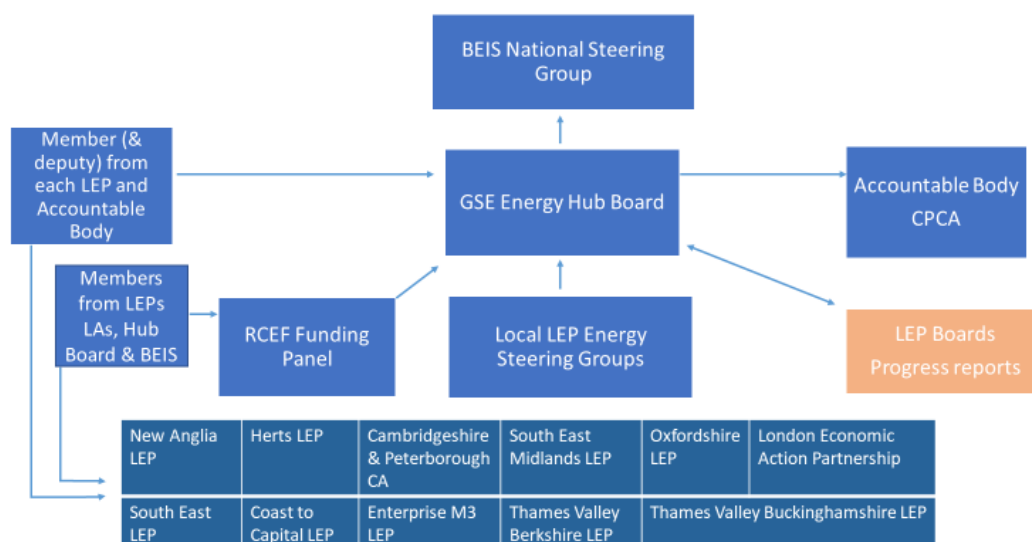 BEIS National Steering
Group
Member (&
deputy) from
each LEP and
Accountable
Body
GSE Energy Hub Board
Accountable Body
CPCA
Members
from LEPs
LAs, Hub
Board & BEIS
RCEF Funding
Panel
Local LEP Energy
Steering Groups
LEP Boards
Progress reports
New Anglia
LEP
Herts LEP
Cambridgeshire
& Peterborough
CA
South East
Midlands LEP
Oxfordshire
LEP
London Economic
Action Partnership
South East
LEP
Coast to
Capital LEP
Enterprise M3
LEP
Thames Valley
Berkshire LEP
Thames Valley Buckinghamshire LEP